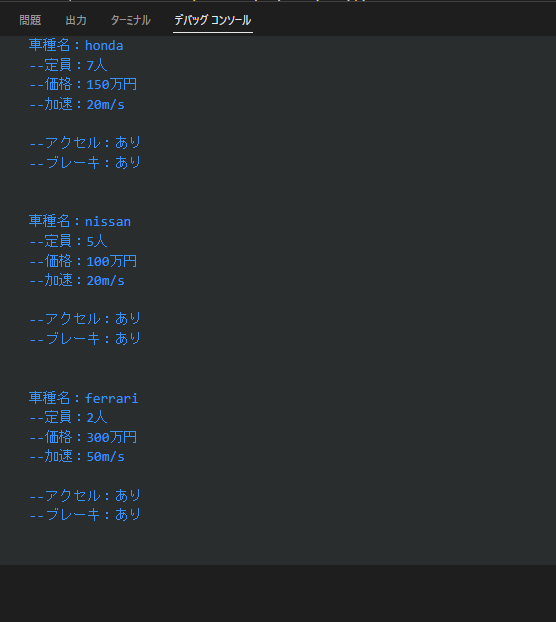 問題 出力 ターミナル デバッグ コンソール
車種名：honda
--定員：7人
--価格：150万円
--加速：20m/s
--アクセル：あり
--ブレーキ：あり
車種名：nissan
--定員：5人
--価格：100万円
--加速：20m/s
--アクセル：あり
--ブレーキ：あり
車種名：ferrari
--定員：2人
--価格：300万円
--加速：50m/s
--アクセル：あり
--ブレーキ：あり